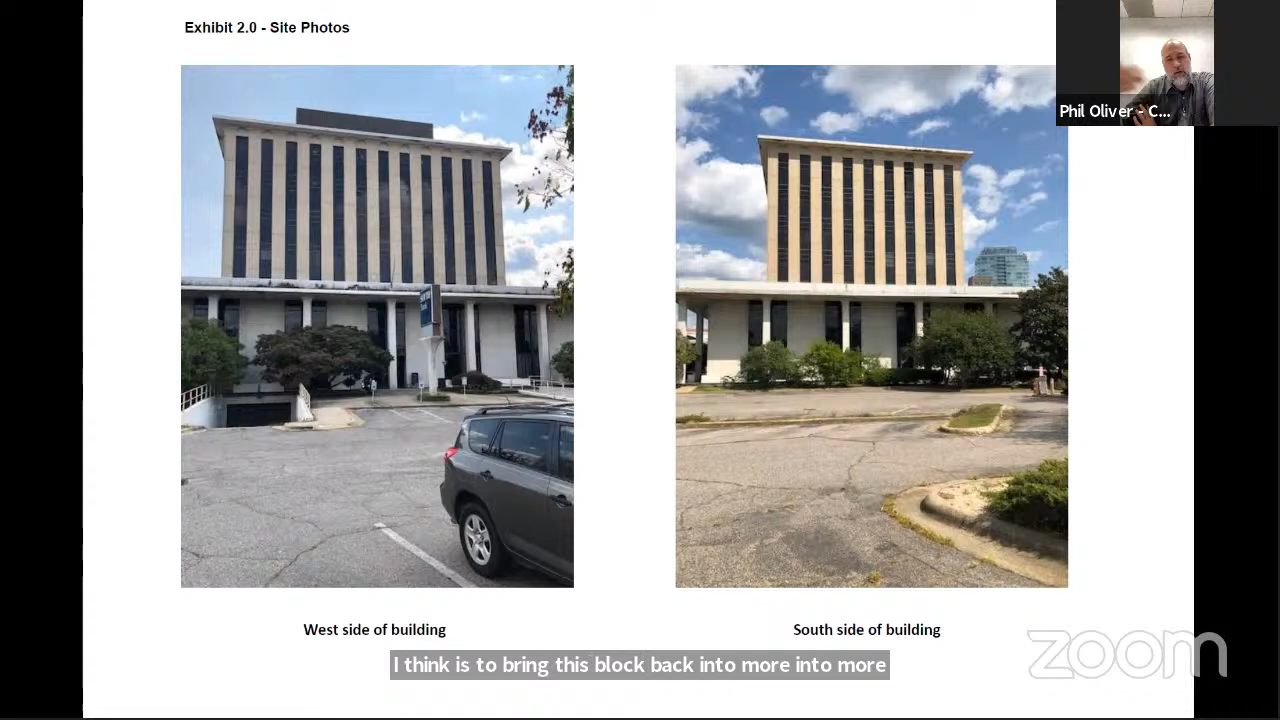 Exhibit 2.0 - Site Photos
Phil Oliver - C...
West side of building
South side of building
I think is to bring this block back into more into more
zoom